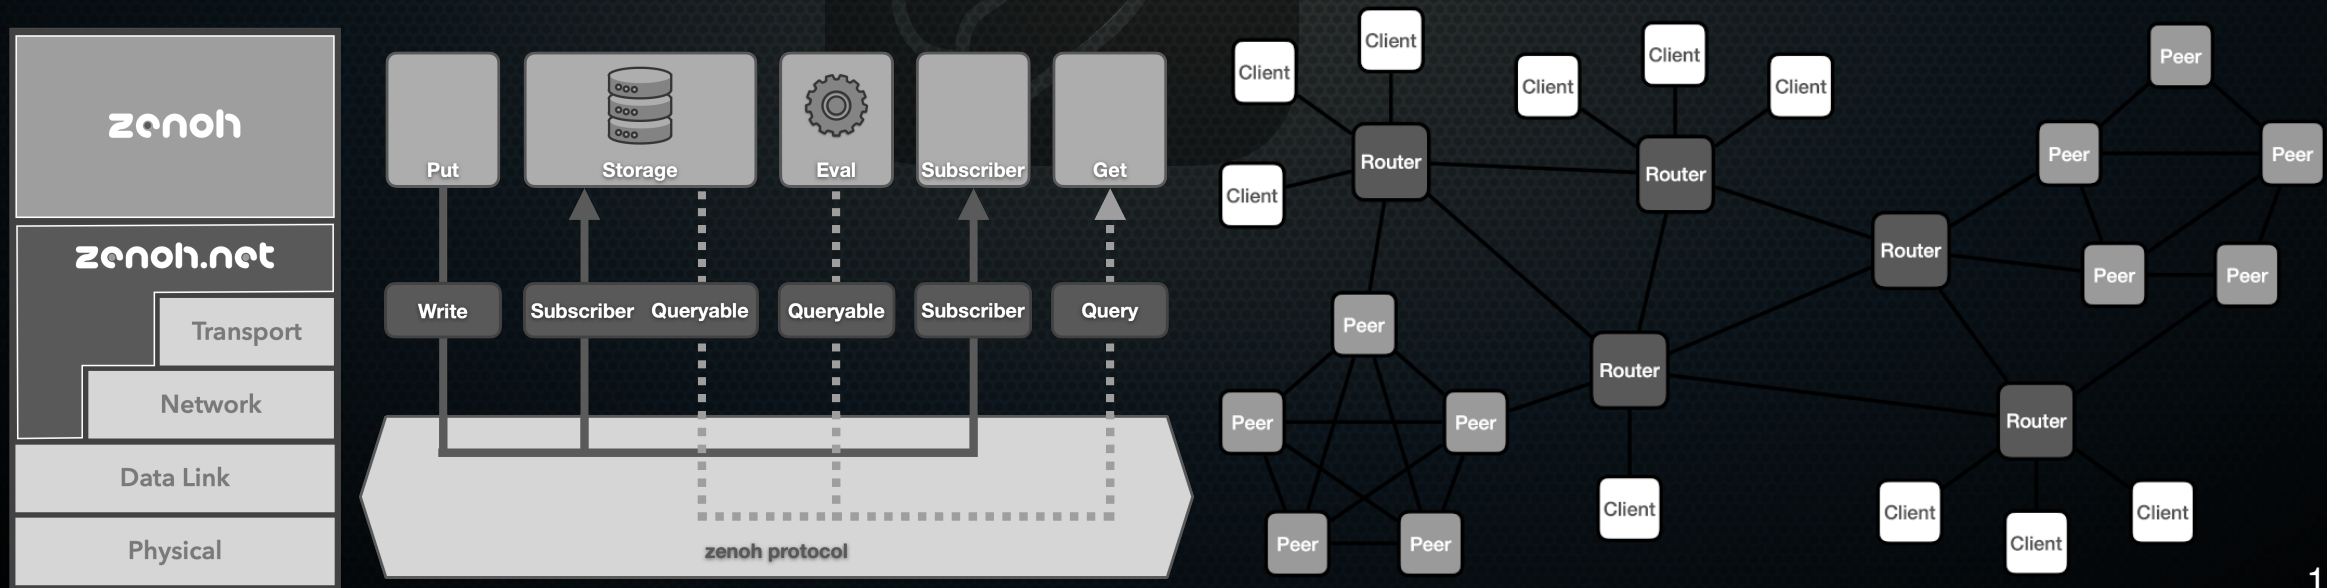 zenoh
zenoh.net
Transport
Network
Data Link
Physical
Put
Storage
Eval
Subscriber
Get
Write
Subscriber Queryable
Queryable
Subscriber
Query
zenoh protocol
Client
Client
Client
Router
Client
Client
Client
Router
Router
Peer
Peer
Peer
Peer
Peer
Peer
Peer
Peer
Peer
Peer
Router
Client
Router
Client
Client
Client
1